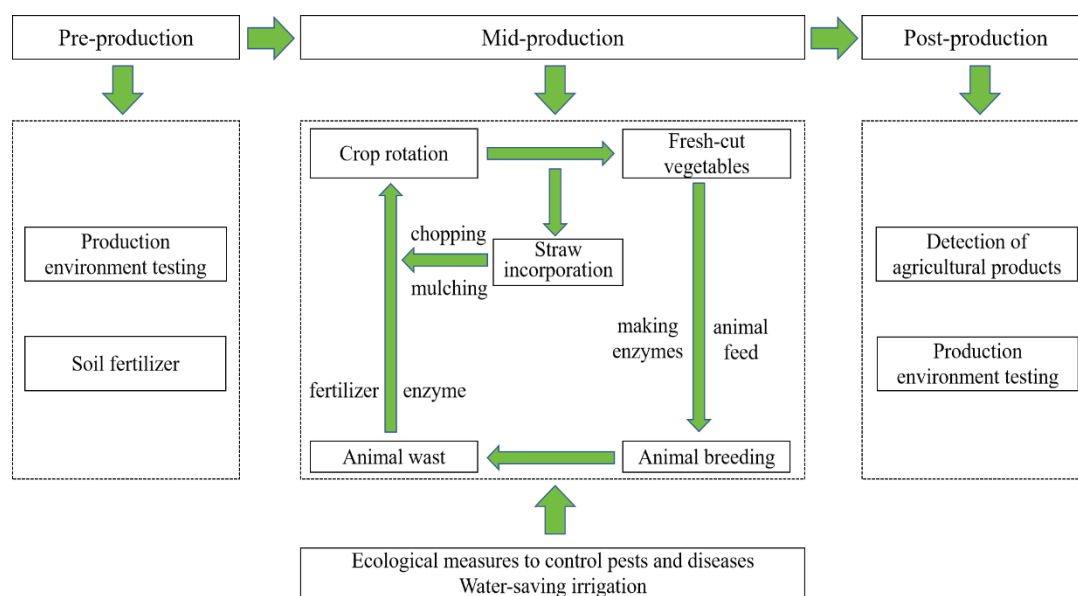 Pre-production
Mid-production
Post-production
Production
environment testing
Soil fertilizer
Crop rotation
Fresh-cut
vegetables
chopping
mulching
Straw
incorporation
making
enzymes
animal
feed
fertilizer
enzyme
Animal wast
Animal breeding
Detection of
agricultural products
Production
environment testing
Ecological measures to control pests and diseases
Water-saving irrigation